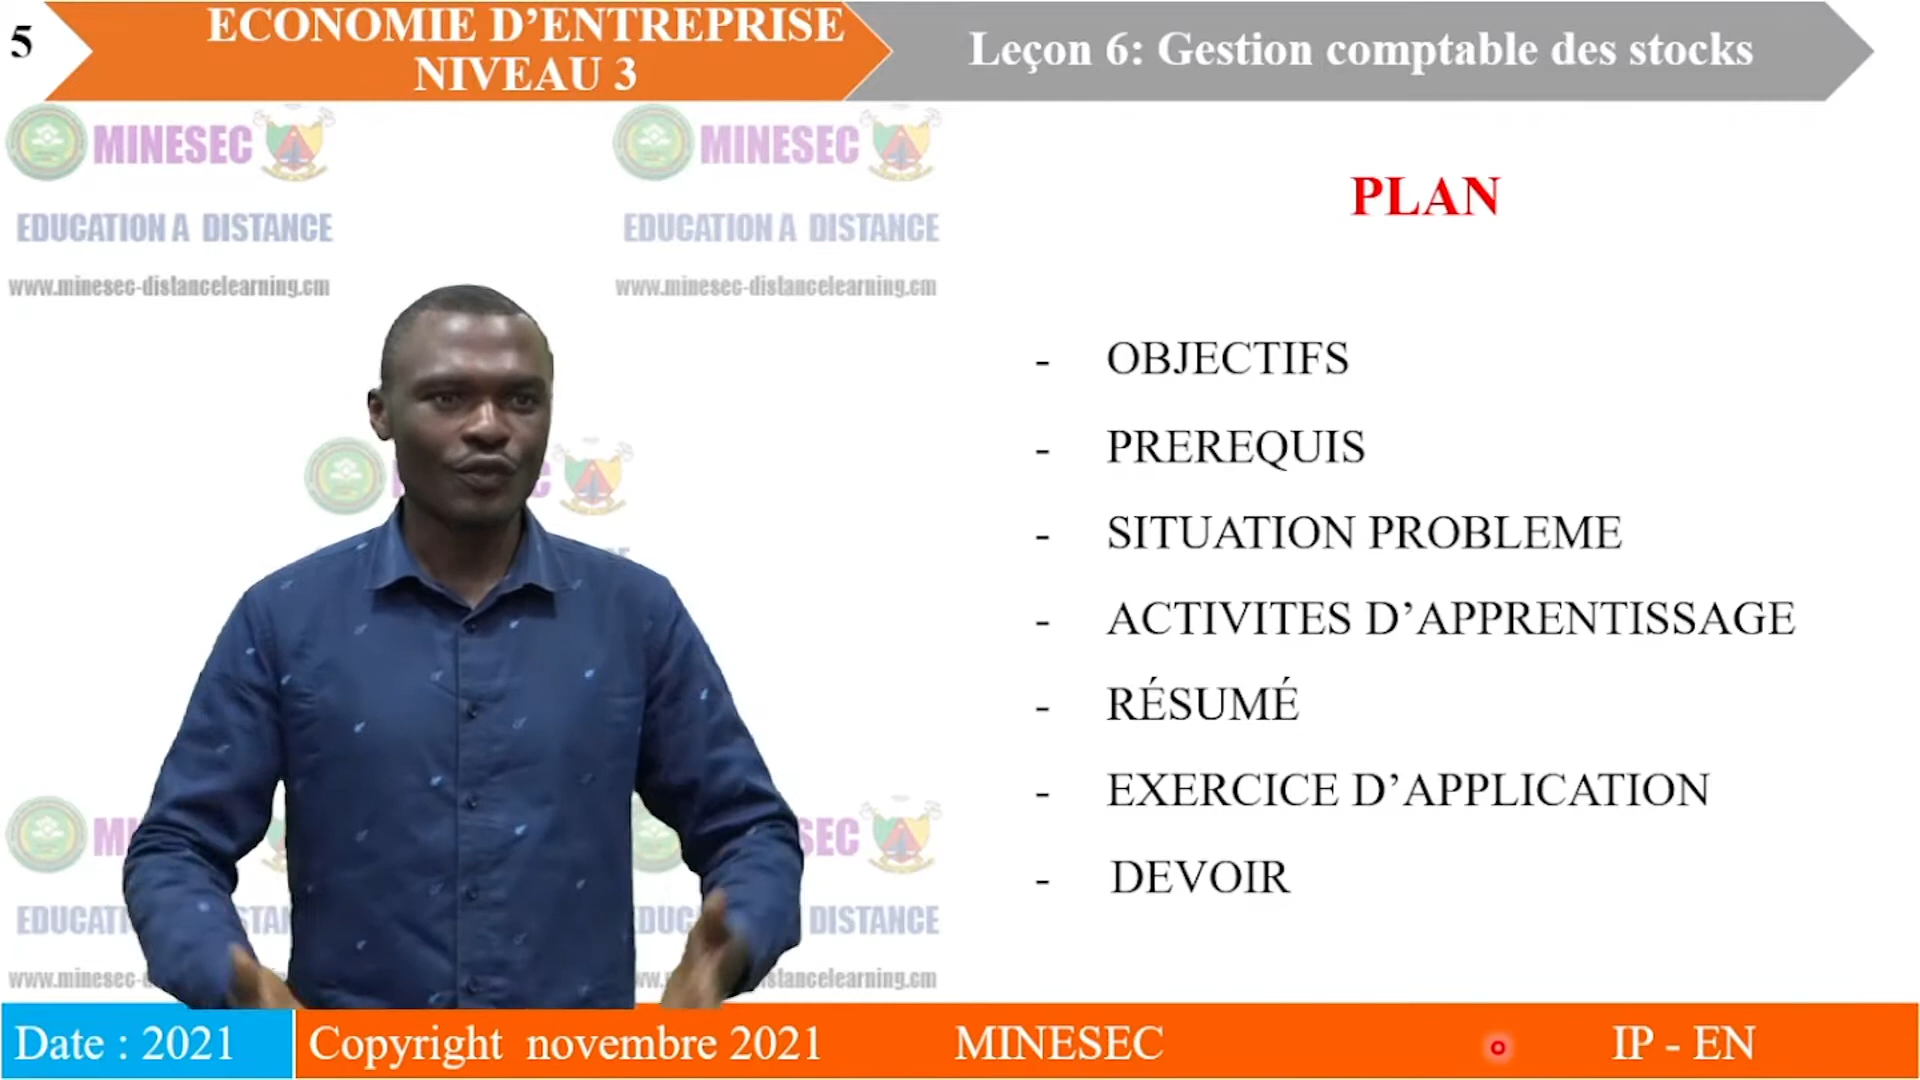 5
ECONOMIE D’ENTREPRISE
NIVEAU 3
Leçon 6: Gestion comptable des stocks
MINESEC
MINESEC
EDUCATION A DISTANCE
EDUCATION A DISTANCE
www.minesec-distancelearning.cm
www.minesec-distancelearning.cm
PLAN
- OBJECTIFS
- PREREQUIS
- SITUATION PROBLEME
- ACTIVITES D’APPRENTISSAGE
- RÉSUMÉ
- EXERCICE D’APPLICATION
- DEVOIR
DISTANCE
Date : 2021
Copyright novembre 2021
MINESEC
IP - EN